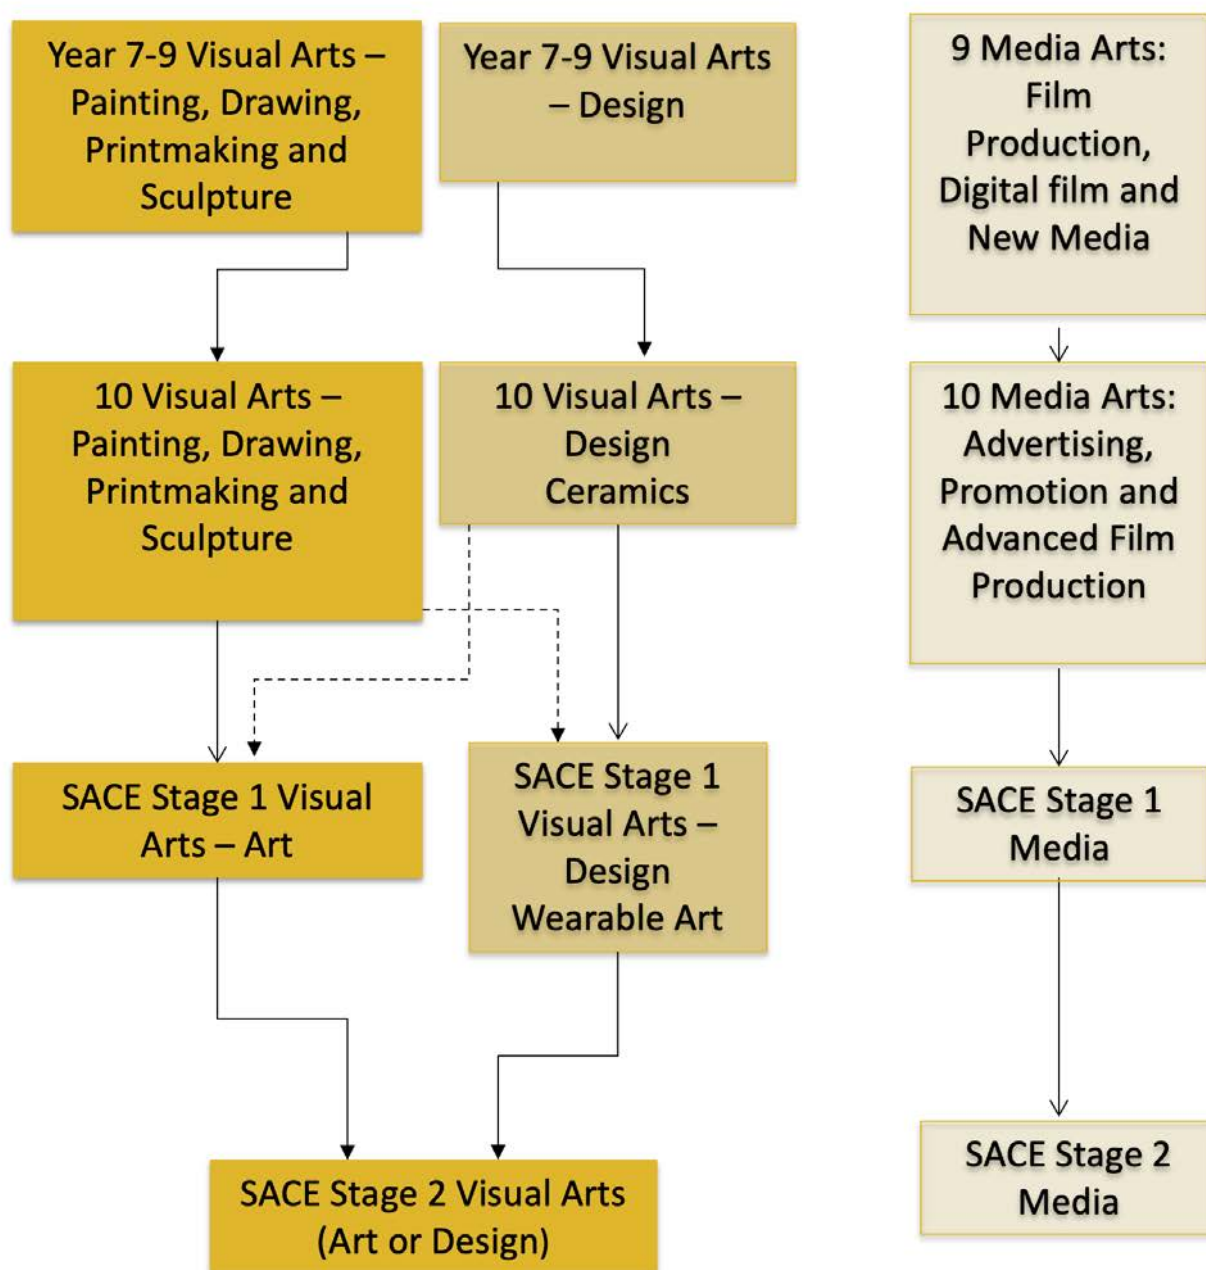 Year 7-9 Visual Arts –
Painting, Drawing,
Printmaking and
Sculpture
Year 7-9 Visual Arts
– Design
9 Media Arts:
Film
Production,
Digital film and
New Media
10 Visual Arts –
Painting, Drawing,
Printmaking and
Sculpture
10 Visual Arts –
Design
Ceramics
10 Media Arts:
Advertising,
Promotion and
Advanced Film
Production
SACE Stage 1 Visual
Arts – Art
SACE Stage 1
Visual Arts –
Design
Wearable Art
SACE Stage 1
Media
SACE Stage 2 Visual Arts
(Art or Design)
SACE Stage 2
Media